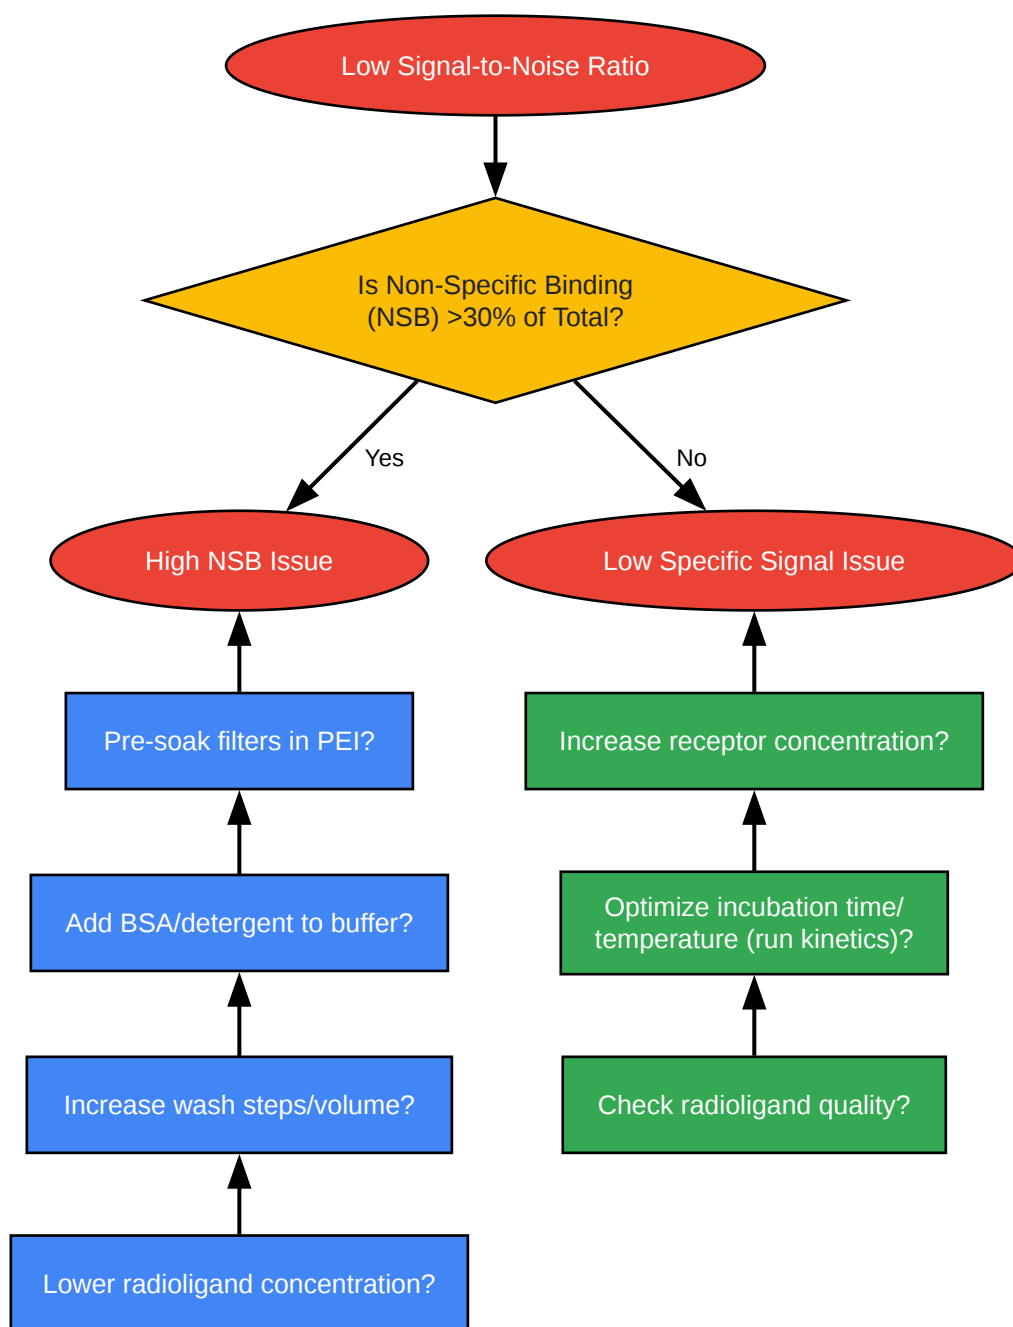 Low Signal-to-Noise Ratio
Is Non-Specific Binding
(NSB) >30% of Total?
Yes
No
High NSB Issue
Low Specific Signal Issue
Pre-soak filters in PEI?
Increase receptor concentration?
Add BSA/detergent to buffer?
Optimize incubation time/
temperature (run kinetics)?
Increase wash steps/volume?
Check radioligand quality?
Lower radioligand concentration?